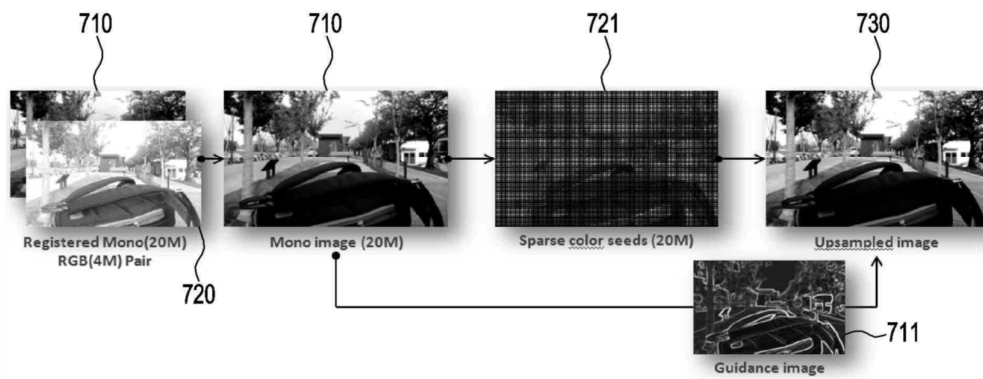 710
710
721
730
Registered Mono(20M)
RGB(4M) Pair
Mono image (20M)
Sparse color seeds (20M)
Upsampled image
720
711
Guidance image